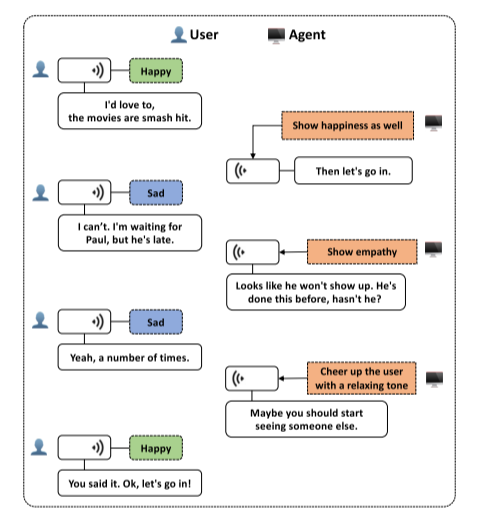 User Agent
Happy
I'd love to,
the movies are smash hit.
Show happiness as well
Then let's go in.
Sad
I can't. I'm waiting for
Paul, but he's late.
Show empathy
Looks like he won't show up. He's
done this before, hasn't he?
Sad
Yeah, a number of times.
Cheer up the user
with a relaxing tone
Maybe you should start
seeing someone else.
Happy
You said it. Ok, let's go in!